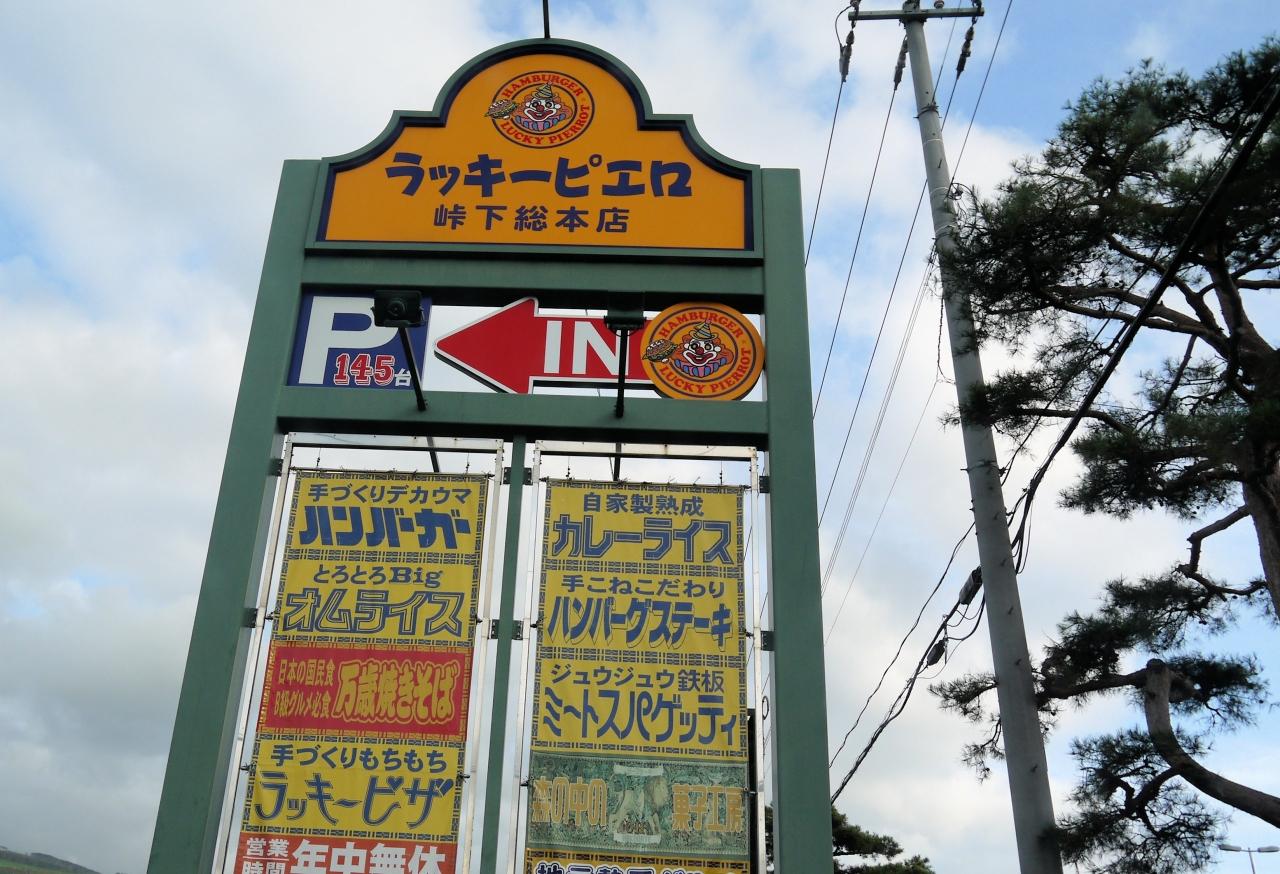 HAMBURGER
LUCKY PIERROT
ラッキーピエロ
峠下総本店
P
145台
IN
HAMBURGER
LUCKY PIERROT
手づくりデカウマ
ハンバーガー
とろとろBig
オムライス
日本の国民食
B級グルメ必食
万歳焼きそば
手づくりもちもち
ラッキーピザ
営業
時間
年中無休
自家製熟成
カレーライス
手こねこだわり
ハンバーグステーキ
ジュウジュウ鉄板
ミートスパゲッティ
森の中の
菓子工房